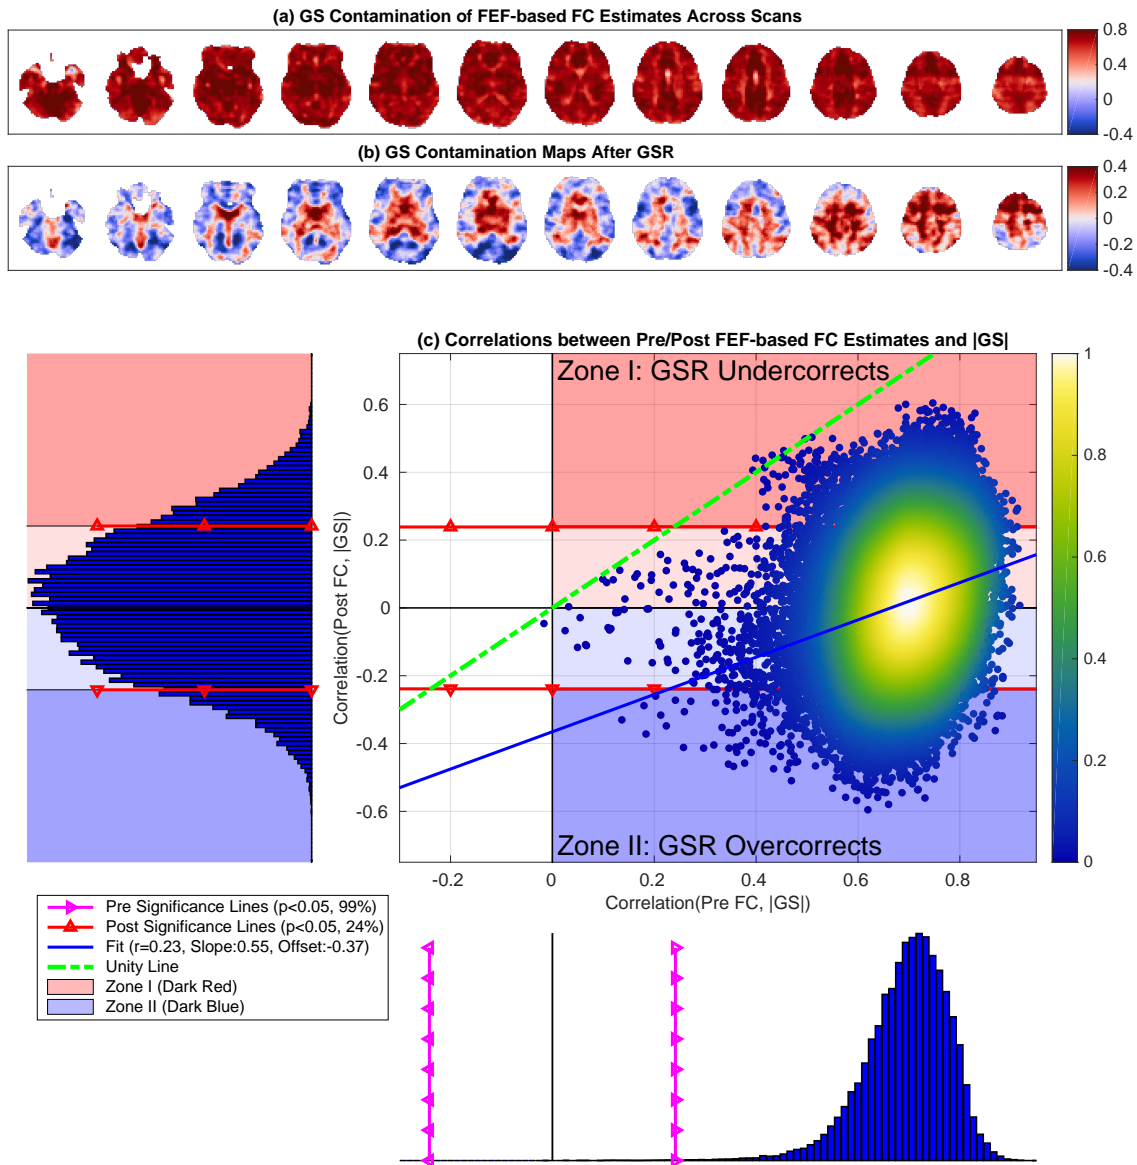 (a) GS Contamination of FEF-based FC Estimates Across Scans
0.8
0.4
0
-0.4
(b) GS Contamination Maps After GSR
0.4
0.2
0
-0.2
-0.4
(c) Correlations between Pre/Post FEF-based FC Estimates and |GS|
Zone I: GSR Undercorrects
Zone II: GSR Overcorrects
Correlation(Post FC, |GS|)
0.6
0.4
0.2
0
-0.2
-0.4
-0.6
-0.2
0
0.2
0.4
0.6
0.8
Correlation(Pre FC, |GS|)
1
0.8
0.6
0.4
0.2
0
Pre Significance Lines (p<0.05, 99%)
Post Significance Lines (p<0.05, 24%)
Fit (r=0.23, Slope:0.55, Offset:-0.37)
Unity Line
Zone I (Dark Red)
Zone II (Dark Blue)